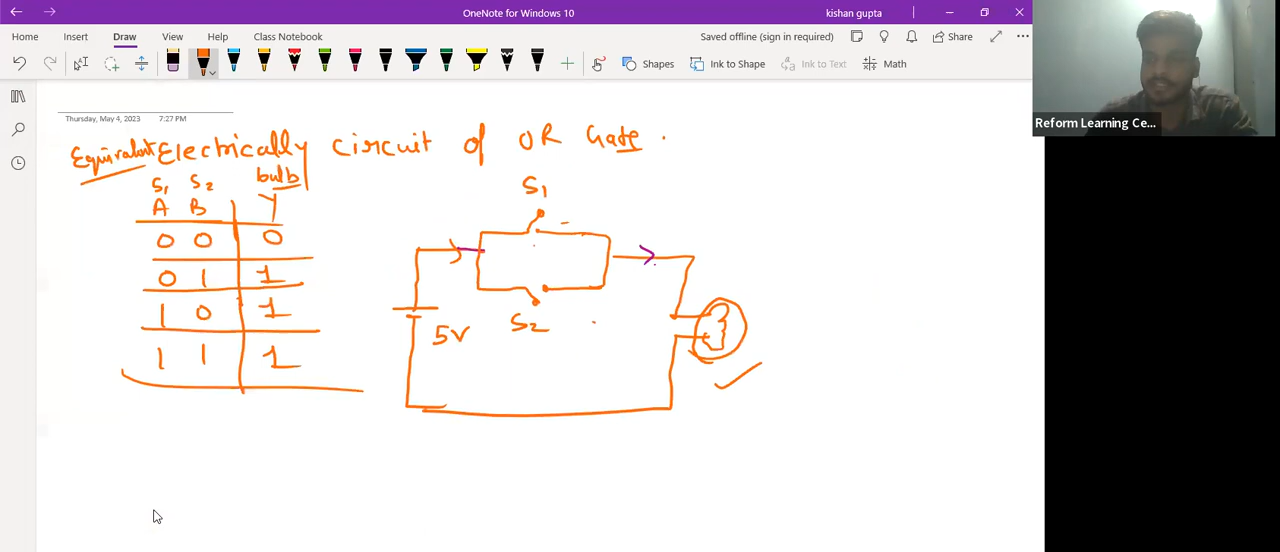 OneNote for Windows 10
kishan gupta
Home Insert Draw View Help Class Notebook
Saved offline (sign in required)
Share
Shapes
Ink to Shape
Ink to Text
Math
Reform Learning Ce...
Thursday, May 4, 2023 7:27 PM
Equivalent Electrically circuit of OR Gate.
S1 S2 bulb
A B Y
0 0 0
0 1 1
1 0 1
1 1 1
S1
S2
5V